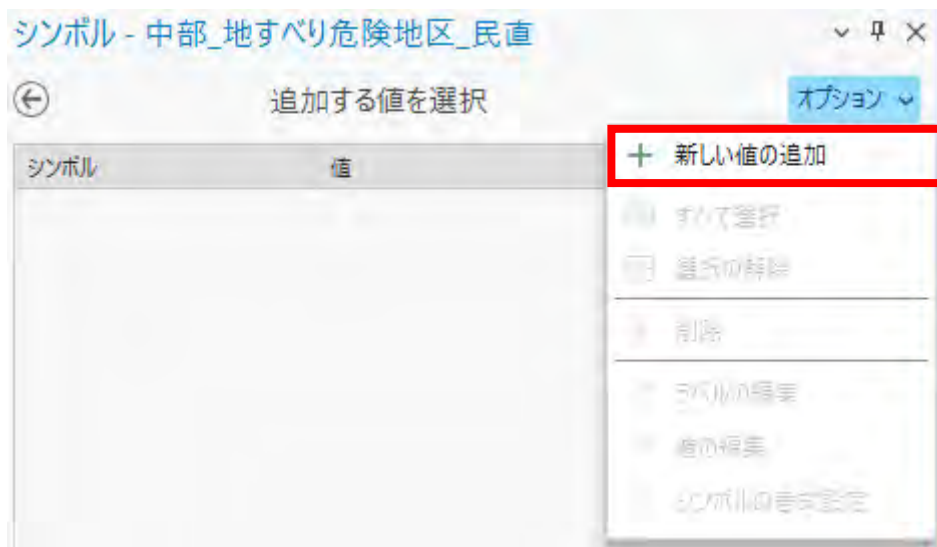 シンボル - 中部_地すべり危険地区_民直
追加する値を選択
オプション
シンボル
値
新しい値の追加
すべて選択
選択の解除
削除
ラベルの編集
値の編集
シンボルの書式設定